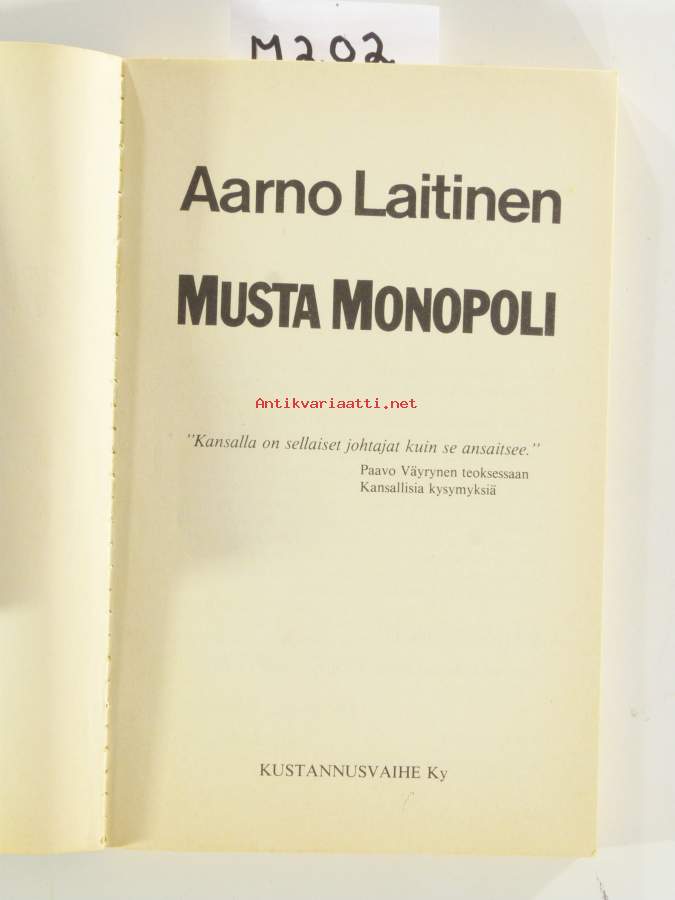 M202
Aarno Laitinen
MUSTA MONOPOLI
Antikvariaatti.net
"Kansalla on sellaiset johtajat kuin se ansaitsee."
Paavo Väyrynen teoksessaan
Kansallisia kysymyksiä
KUSTANNUSVAIHE Ky